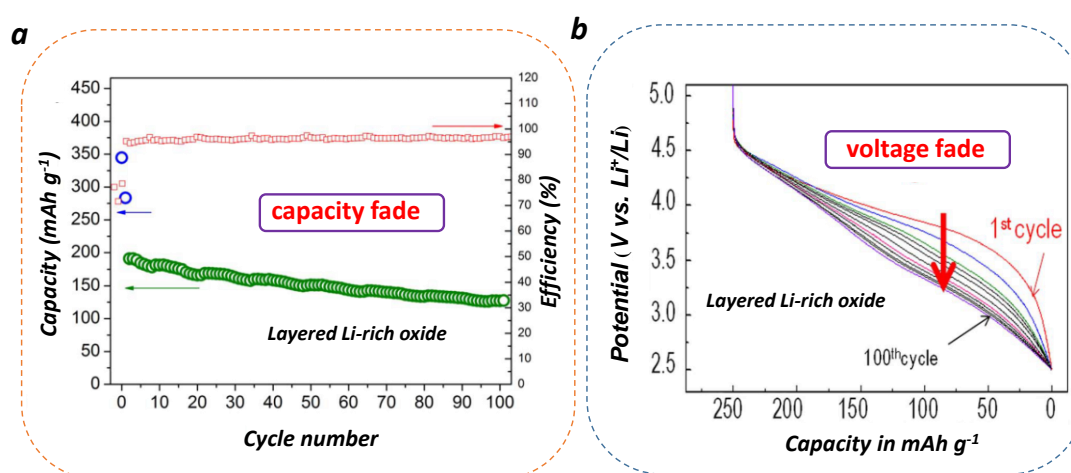 a
450
400
350
300
250
200
150
100
75
0
Capacity (mAh g-1)
120
110
100
90
80
70
60
50
40
30
20
10
0
Efficiency (%)
capacity fade
Layered Li-rich oxide
0 10 20 30 40 50 60 70 80 90 100
Cycle number
b
5.0
4.5
4.0
3.5
3.0
2.5
Potential (V vs. Li+/Li)
voltage fade
1st cycle
Layered Li-rich oxide
100th cycle
250 200 150 100 50 0
Capacity in mAh g-1